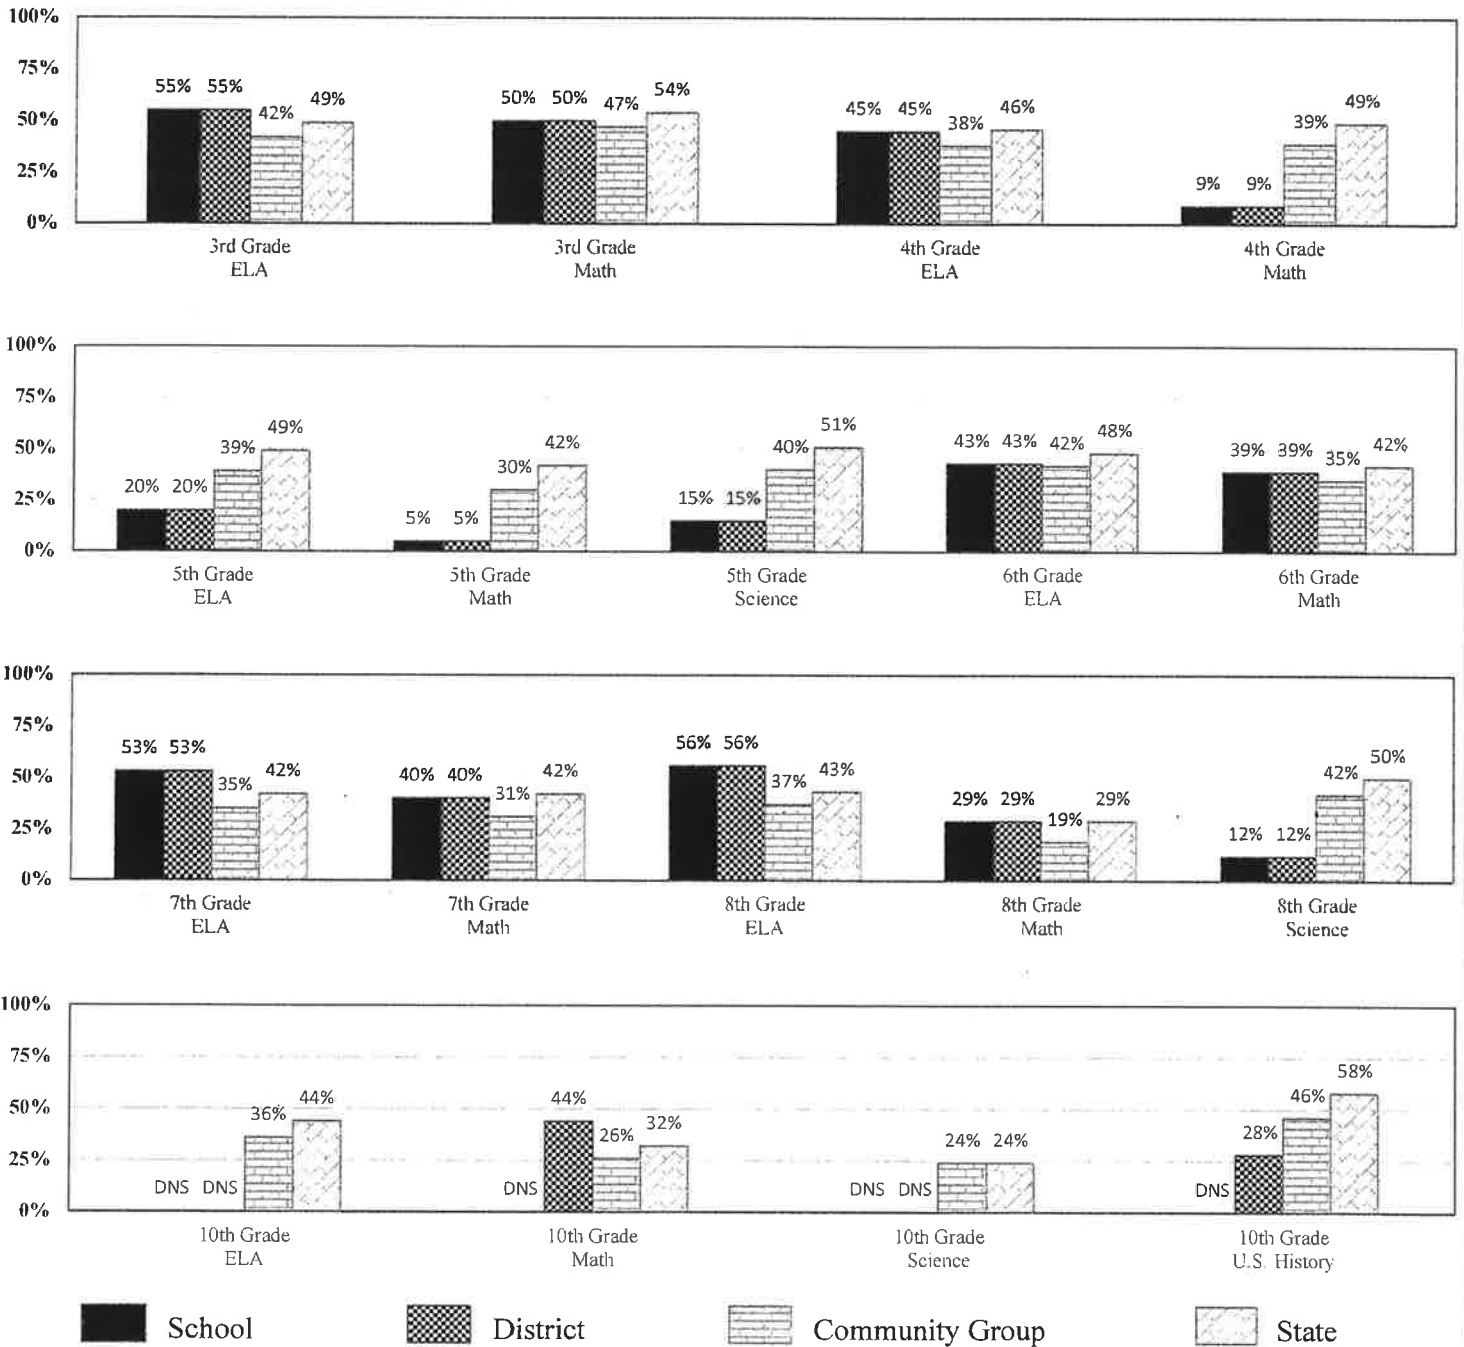 100%
75%
50%
25%
0%
55% 55% 42% 49%
50% 50% 47% 54%
45% 45% 38% 46%
9% 9% 39% 49%
3rd Grade
ELA
3rd Grade
Math
4th Grade
ELA
4th Grade
Math
100%
75%
50%
25%
0%
20% 20% 39% 49%
5% 5% 30% 42%
15% 15% 40% 51%
43% 43% 42% 48%
39% 39% 35% 42%
5th Grade
ELA
5th Grade
Math
5th Grade
Science
6th Grade
ELA
6th Grade
Math
100%
75%
50%
25%
0%
53% 53% 35% 42%
40% 40% 31% 42%
56% 56% 37% 43%
29% 29% 19% 29%
12% 12% 42% 50%
7th Grade
ELA
7th Grade
Math
8th Grade
ELA
8th Grade
Math
8th Grade
Science
100%
75%
50%
25%
0%
DNS DNS 36% 44%
DNS 44% 26% 32%
DNS DNS 24% 24%
DNS 28% 46% 58%
10th Grade
ELA
10th Grade
Math
10th Grade
Science
10th Grade
U.S. History
School District Community Group State